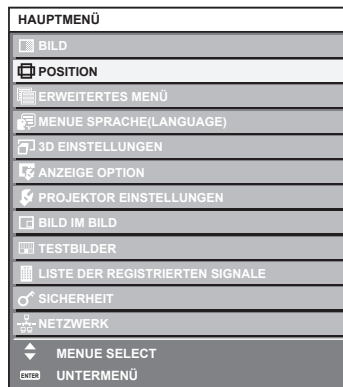 HAUPTMENÜ
BILD
POSITION
ERWEITERTES MENÜ
MENUE SPRACHE(LANGUAGE)
3D EINSTELLUNGEN
ANZEIGE OPTION
PROJEKTOR EINSTELLUNGEN
BILD IM BILD
TESTBILDER
LISTE DER REGISTRIERTEN SIGNALE
SICHERHEIT
NETZWERK
MENUE SELECT
ENTER UNTERMENÜ